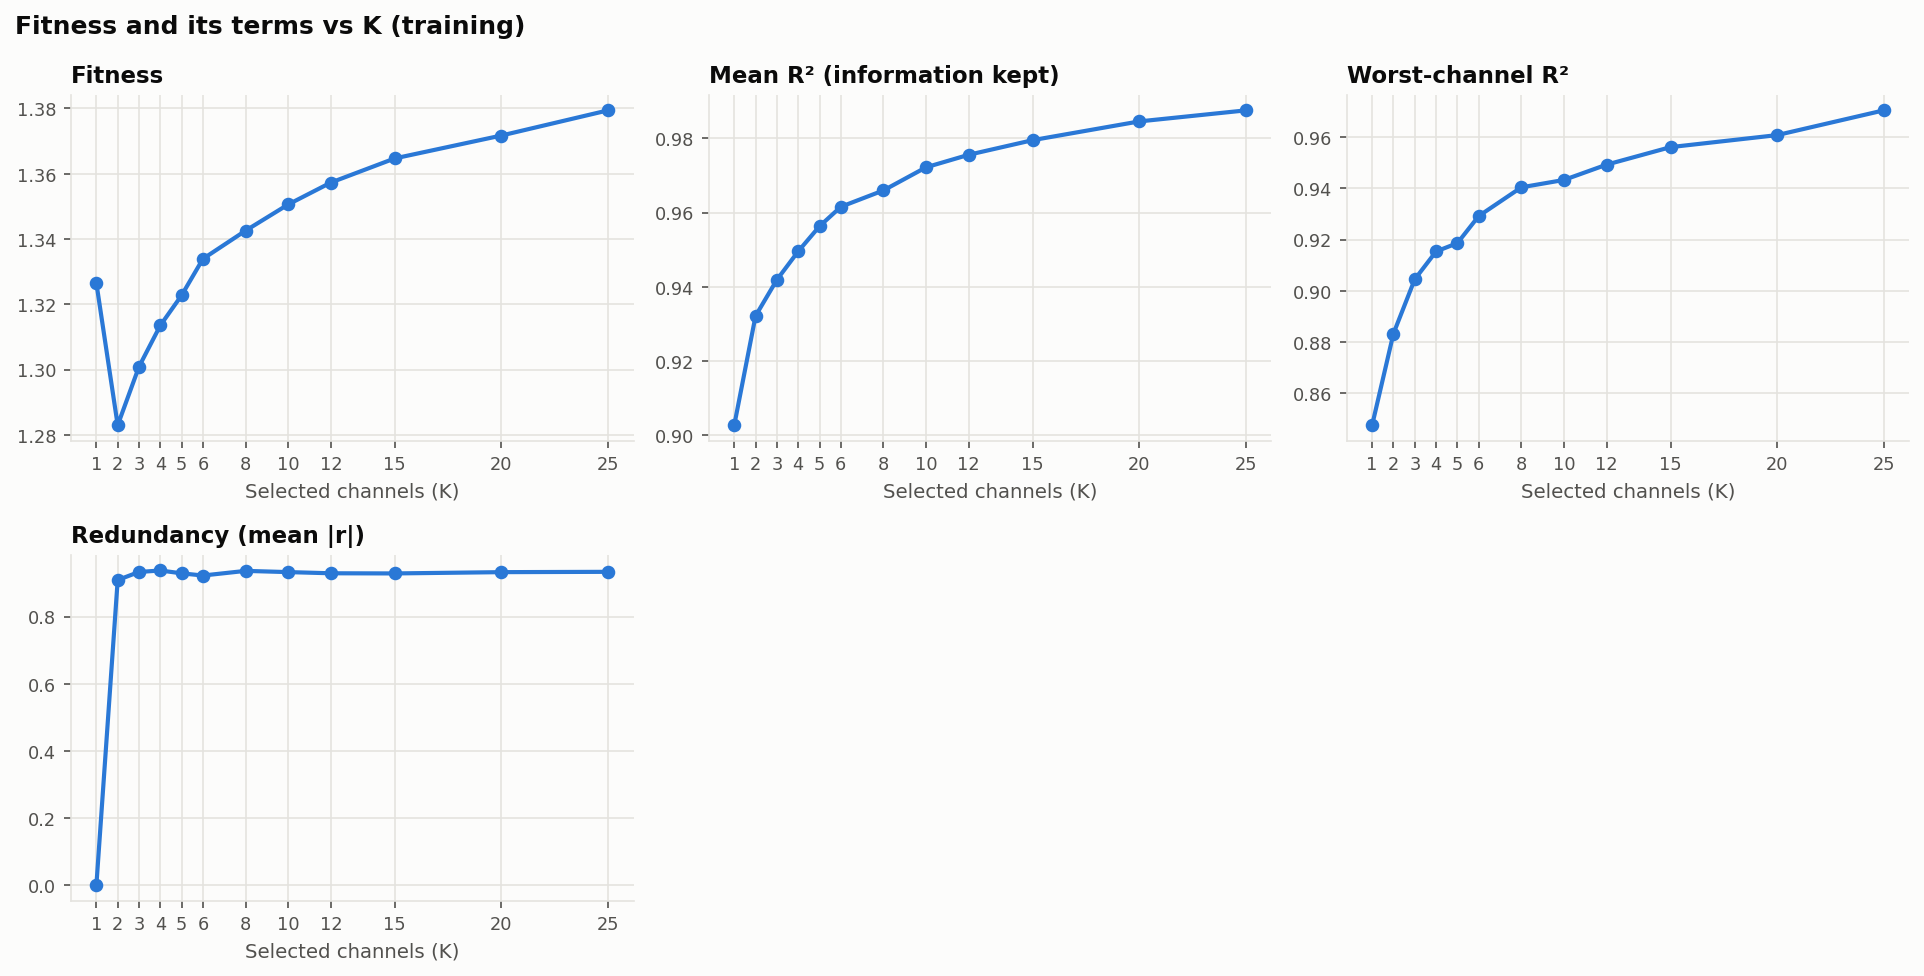 Fitness and its terms vs K (training)
Fitness
1.38
1.36
1.34
1.32
1.30
1.28
1 2 3 4 5 6 8 10 12 15 20 25
Selected channels (K)
Mean R² (information kept)
0.98
0.96
0.94
0.92
0.90
1 2 3 4 5 6 8 10 12 15 20 25
Selected channels (K)
Worst-channel R²
0.96
0.94
0.92
0.90
0.88
0.86
1 2 3 4 5 6 8 10 12 15 20 25
Selected channels (K)
Redundancy (mean |r|)
0.8
0.6
0.4
0.2
0.0
1 2 3 4 5 6 8 10 12 15 20 25
Selected channels (K)